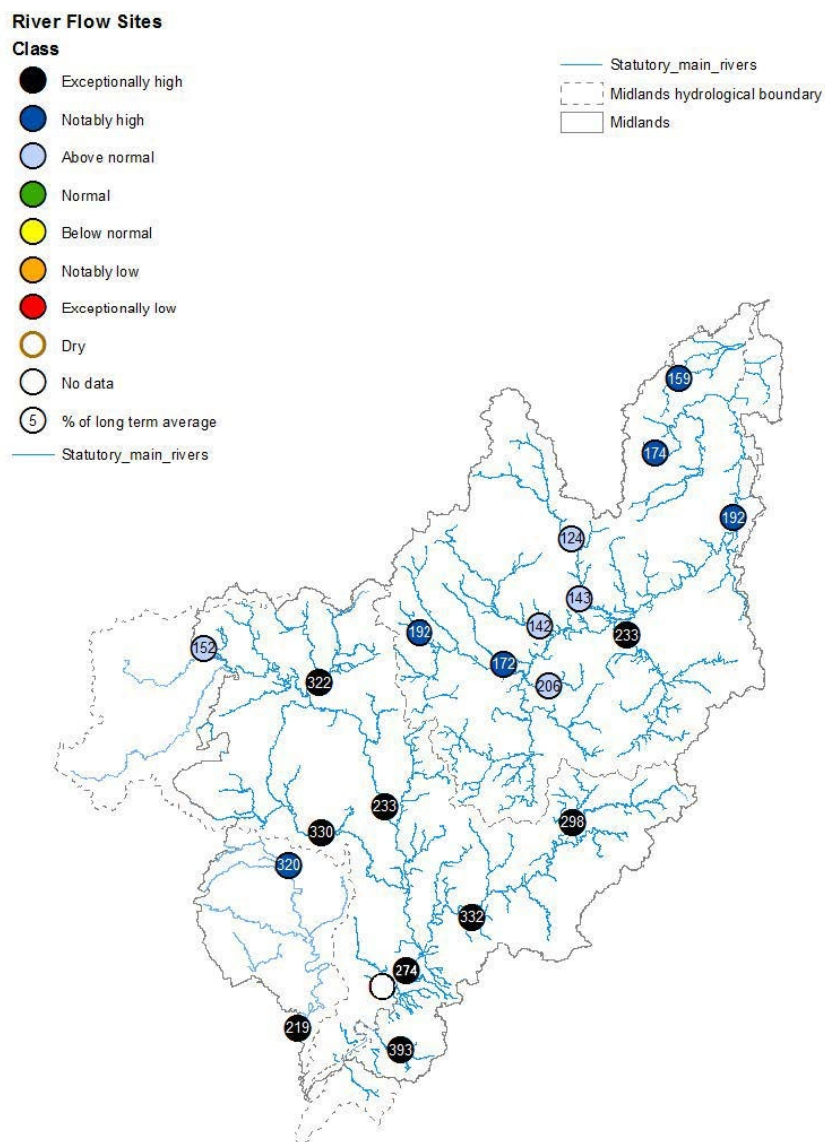 River Flow Sites
Class
Exceptionally high
Notably high
Above normal
Normal
Below normal
Notably low
Exceptionally low
Dry
No data
5 % of long term average
Statutory_main_rivers
Statutory_main_rivers
Midlands hydrological boundary
Midlands
159
174
192
124
143
142
233
192
172
206
152
322
233
330
298
320
332
274
219
393